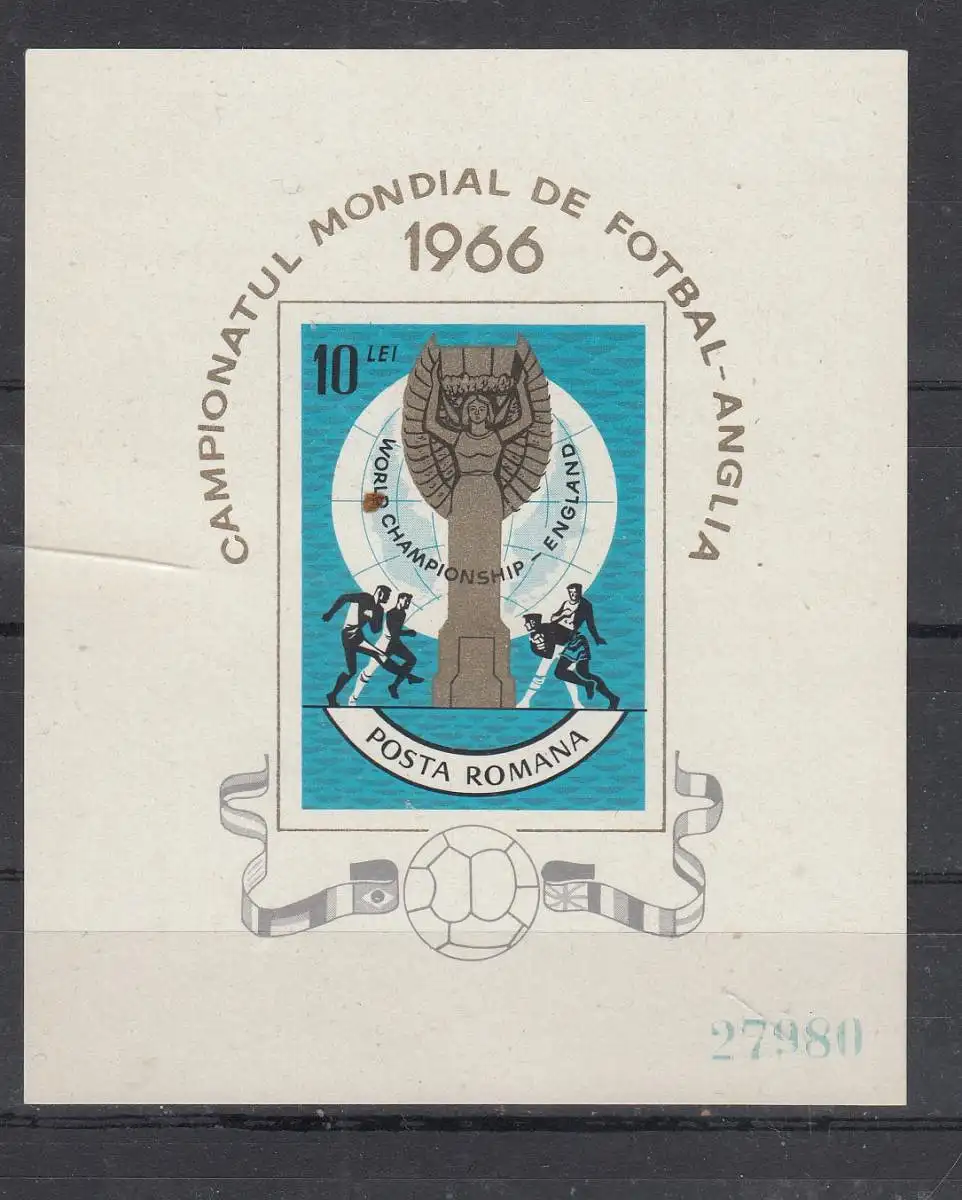 CAMPIONATUL MONDIAL DE FOTBAL-ANGLIA
1966
10 LEI
WORLD CHAMPIONSHIP - ENGLAND
POSTA ROMANA
27980